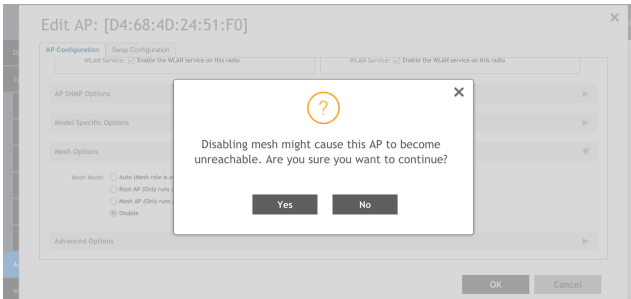 Edit AP: [D4:68:4D:24:51:F0]
AP Configuration Swap Configuration
WLAN Service: Enable the WLAN service on this radio WLAN Service: Enable the WLAN service on this radio
AP SNMP Options
Model Specific Options
Disabling mesh might cause this AP to become
unreachable. Are you sure you want to continue?
Mesh Options
Mesh Mode: Auto (Mesh role is a
Root AP (Only runs
Mesh AP (Only runs
Disable
Yes No
Advanced Options
OK Cancel